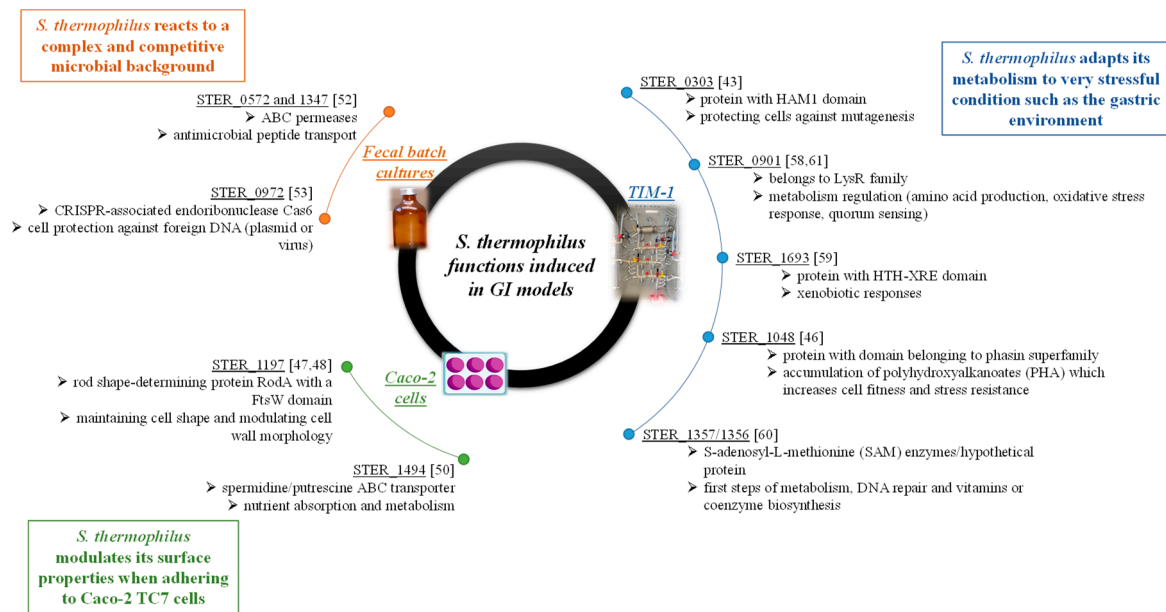 S. thermophilus reacts to a
complex and competitive
microbial background
STER_0572 and 1347 [52]
➤ ABC permeases
➤ antimicrobial peptide transport
STER_0972 [53]
➤ CRISPR-associated endoribonuclease Cas6
➤ cell protection against foreign DNA (plasmid or
virus)
Fecal batch
cultures
S. thermophilus
functions induced
in GI models
TIM-1
Caco-2
cells
STER_1197 [47,48]
➤ rod shape-determining protein RodA with a
FtsW domain
➤ maintaining cell shape and modulating cell
wall morphology
STER_1494 [50]
➤ spermidine/putrescine ABC transporter
➤ nutrient absorption and metabolism
S. thermophilus
modulates its surface
properties when adhering
to Caco-2 TC7 cells
S. thermophilus adapts its
metabolism to very stressful
condition such as the gastric
environment
STER_0303 [43]
➤ protein with HAM1 domain
➤ protecting cells against mutagenesis
STER_0901 [58,61]
➤ belongs to LysR family
➤ metabolism regulation (amino acid production, oxidative stress
response, quorum sensing)
STER_1693 [59]
➤ protein with HTH-XRE domain
➤ xenobiotic responses
STER_1048 [46]
➤ protein with domain belonging to phasin superfamily
➤ accumulation of polyhydroxyalkanoates (PHA) which
increases cell fitness and stress resistance
STER_1357/1356 [60]
➤ S-adenosyl-L-methionine (SAM) enzymes/hypothetical
protein
➤ first steps of metabolism, DNA repair and vitamins or
coenzyme biosynthesis